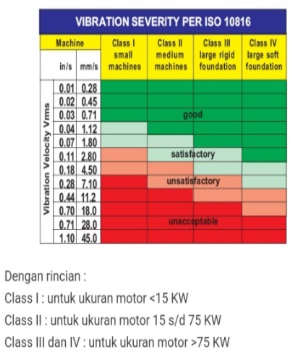 VIBRATION SEVERITY PER ISO 10816
Machine Class I Class II Class III Class IV
small medium large rigid large soft
in/s mm/s machines machines foundation foundation
Vibration Velocity Vrms
0.01 0.28
0.02 0.45
0.03 0.71 good
0.04 1.12
0.07 1.80
0.11 2.80 satisfactory
0.18 4.50
0.28 7.10 unsatisfactory
0.44 11.2
0.70 18.0
0.71 28.0 unacceptable
1.10 45.0
Dengan rincian :
Class I : untuk ukuran motor <15 KW
Class II : untuk ukuran motor 15 s/d 75 KW
Class III dan IV : untuk ukuran motor >75 KW